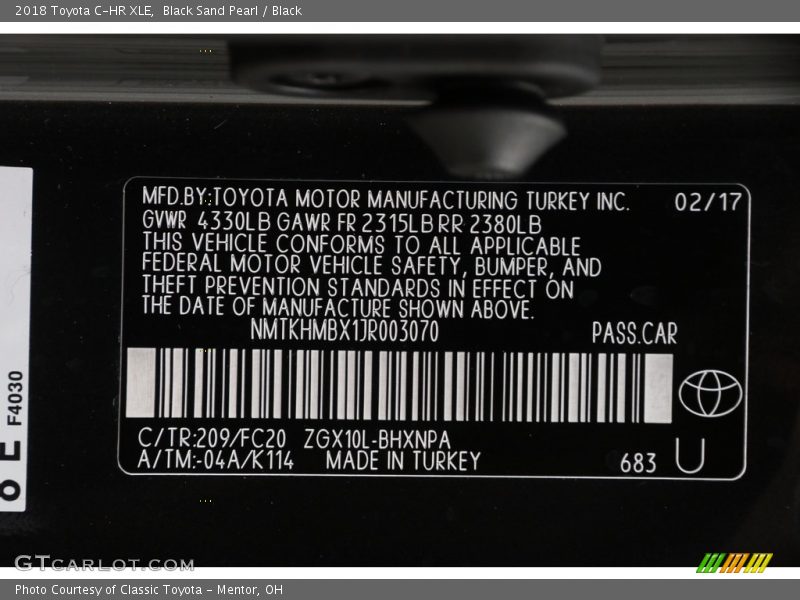 2018 Toyota C-HR XLE,  Black Sand Pearl / Black
MFD.BY:TOYOTA MOTOR MANUFACTURING TURKEY INC. 02/17
GVWR 4330LB GAWR FR 2315LB RR 2380LB
THIS VEHICLE CONFORMS TO ALL APPLICABLE
FEDERAL MOTOR VEHICLE SAFETY, BUMPER, AND
THEFT PREVENTION STANDARDS IN EFFECT ON
THE DATE OF MANUFACTURE SHOWN ABOVE.
NMTKHMBX1JR003070 PASS.CAR
C/TR:209/FC20 ZGX10L-BHXNPA
A/TM:-04A/K114 MADE IN TURKEY 683 U
F4030
6 E
GTCARLOT.COM
Photo Courtesy of Classic Toyota - Mentor, OH